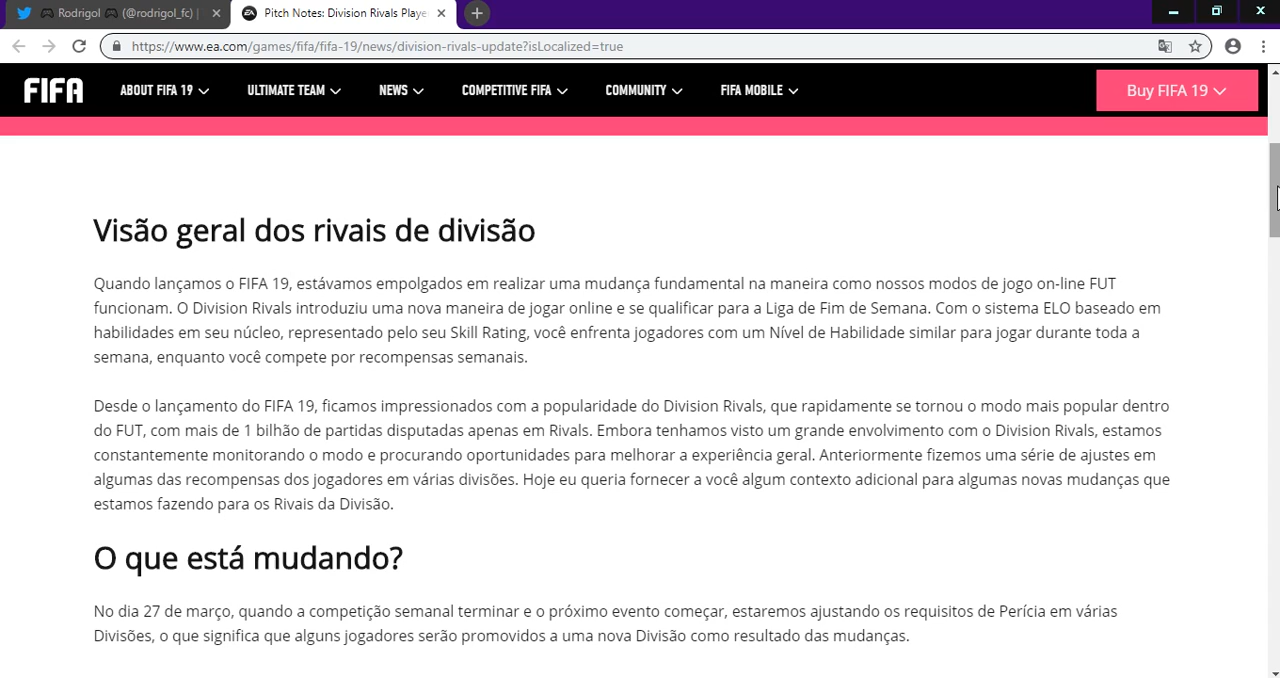 Rodrigol (@rodrigol_fc) |
Pitch Notes: Division Rivals Playe
https://www.ea.com/games/fifa/fifa-19/news/division-rivals-update?isLocalized=true
FIFA ABOUT FIFA 19 ULTIMATE TEAM NEWS COMPETITIVE FIFA COMMUNITY FIFA MOBILE Buy FIFA 19
Visão geral dos rivais de divisão
Quando lançamos o FIFA 19, estávamos empolgados em realizar uma mudança fundamental na maneira como nossos modos de jogo on-line FUT
funcionam. O Division Rivals introduziu uma nova maneira de jogar online e se qualificar para a Liga de Fim de Semana. Com o sistema ELO baseado em
habilidades em seu núcleo, representado pelo seu Skill Rating, você enfrenta jogadores com um Nível de Habilidade similar para jogar durante toda a
semana, enquanto você compete por recompensas semanais.
Desde o lançamento do FIFA 19, ficamos impressionados com a popularidade do Division Rivals, que rapidamente se tornou o modo mais popular dentro
do FUT, com mais de 1 bilhão de partidas disputadas apenas em Rivals. Embora tenhamos visto um grande envolvimento com o Division Rivals, estamos
constantemente monitorando o modo e procurando oportunidades para melhorar a experiência geral. Anteriormente fizemos uma série de ajustes em
algumas das recompensas dos jogadores em várias divisões. Hoje eu queria fornecer a você algum contexto adicional para algumas novas mudanças que
estamos fazendo para os Rivais da Divisão.
O que está mudando?
No dia 27 de março, quando a competição semanal terminar e o próximo evento começar, estaremos ajustando os requisitos de Perícia em várias
Divisões, o que significa que alguns jogadores serão promovidos a uma nova Divisão como resultado das mudanças.